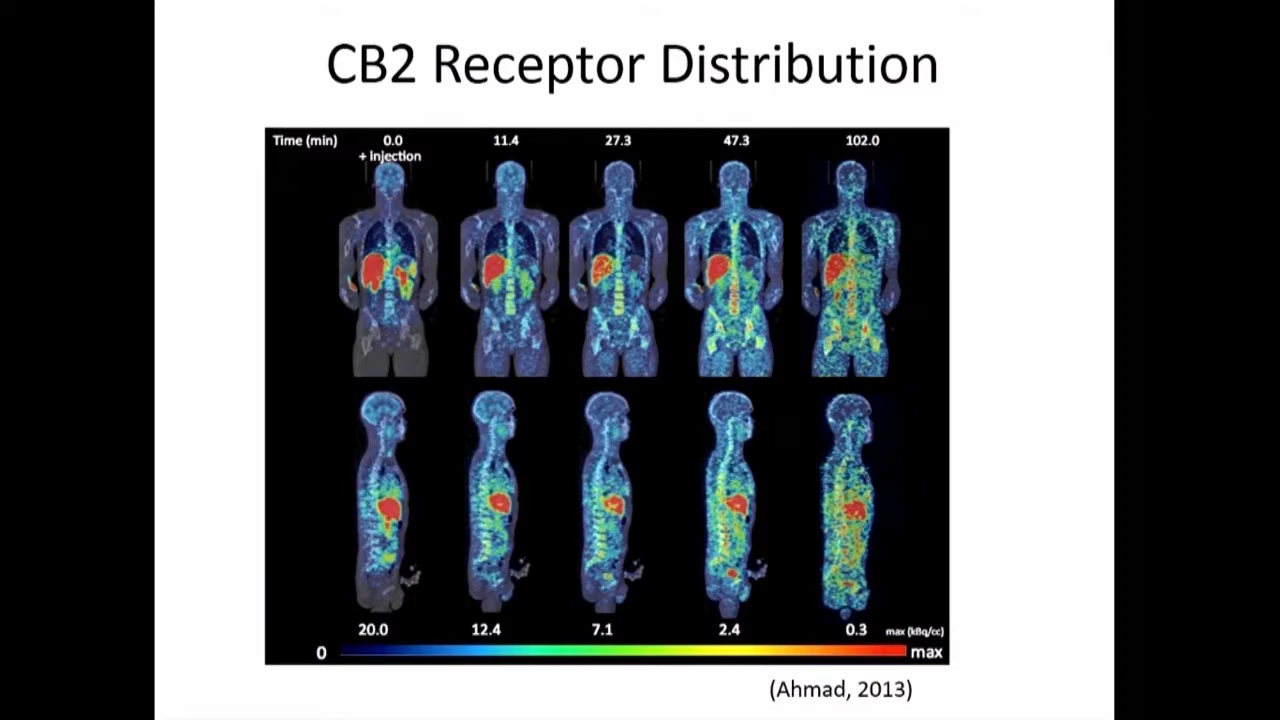 CB2 Receptor Distribution
Time (min) 0.0 11.4 27.3 47.3 102.0
+ Injection
20.0 12.4 7.1 2.4 0.3 max (kBq/cc)
0 max
(Ahmad, 2013)